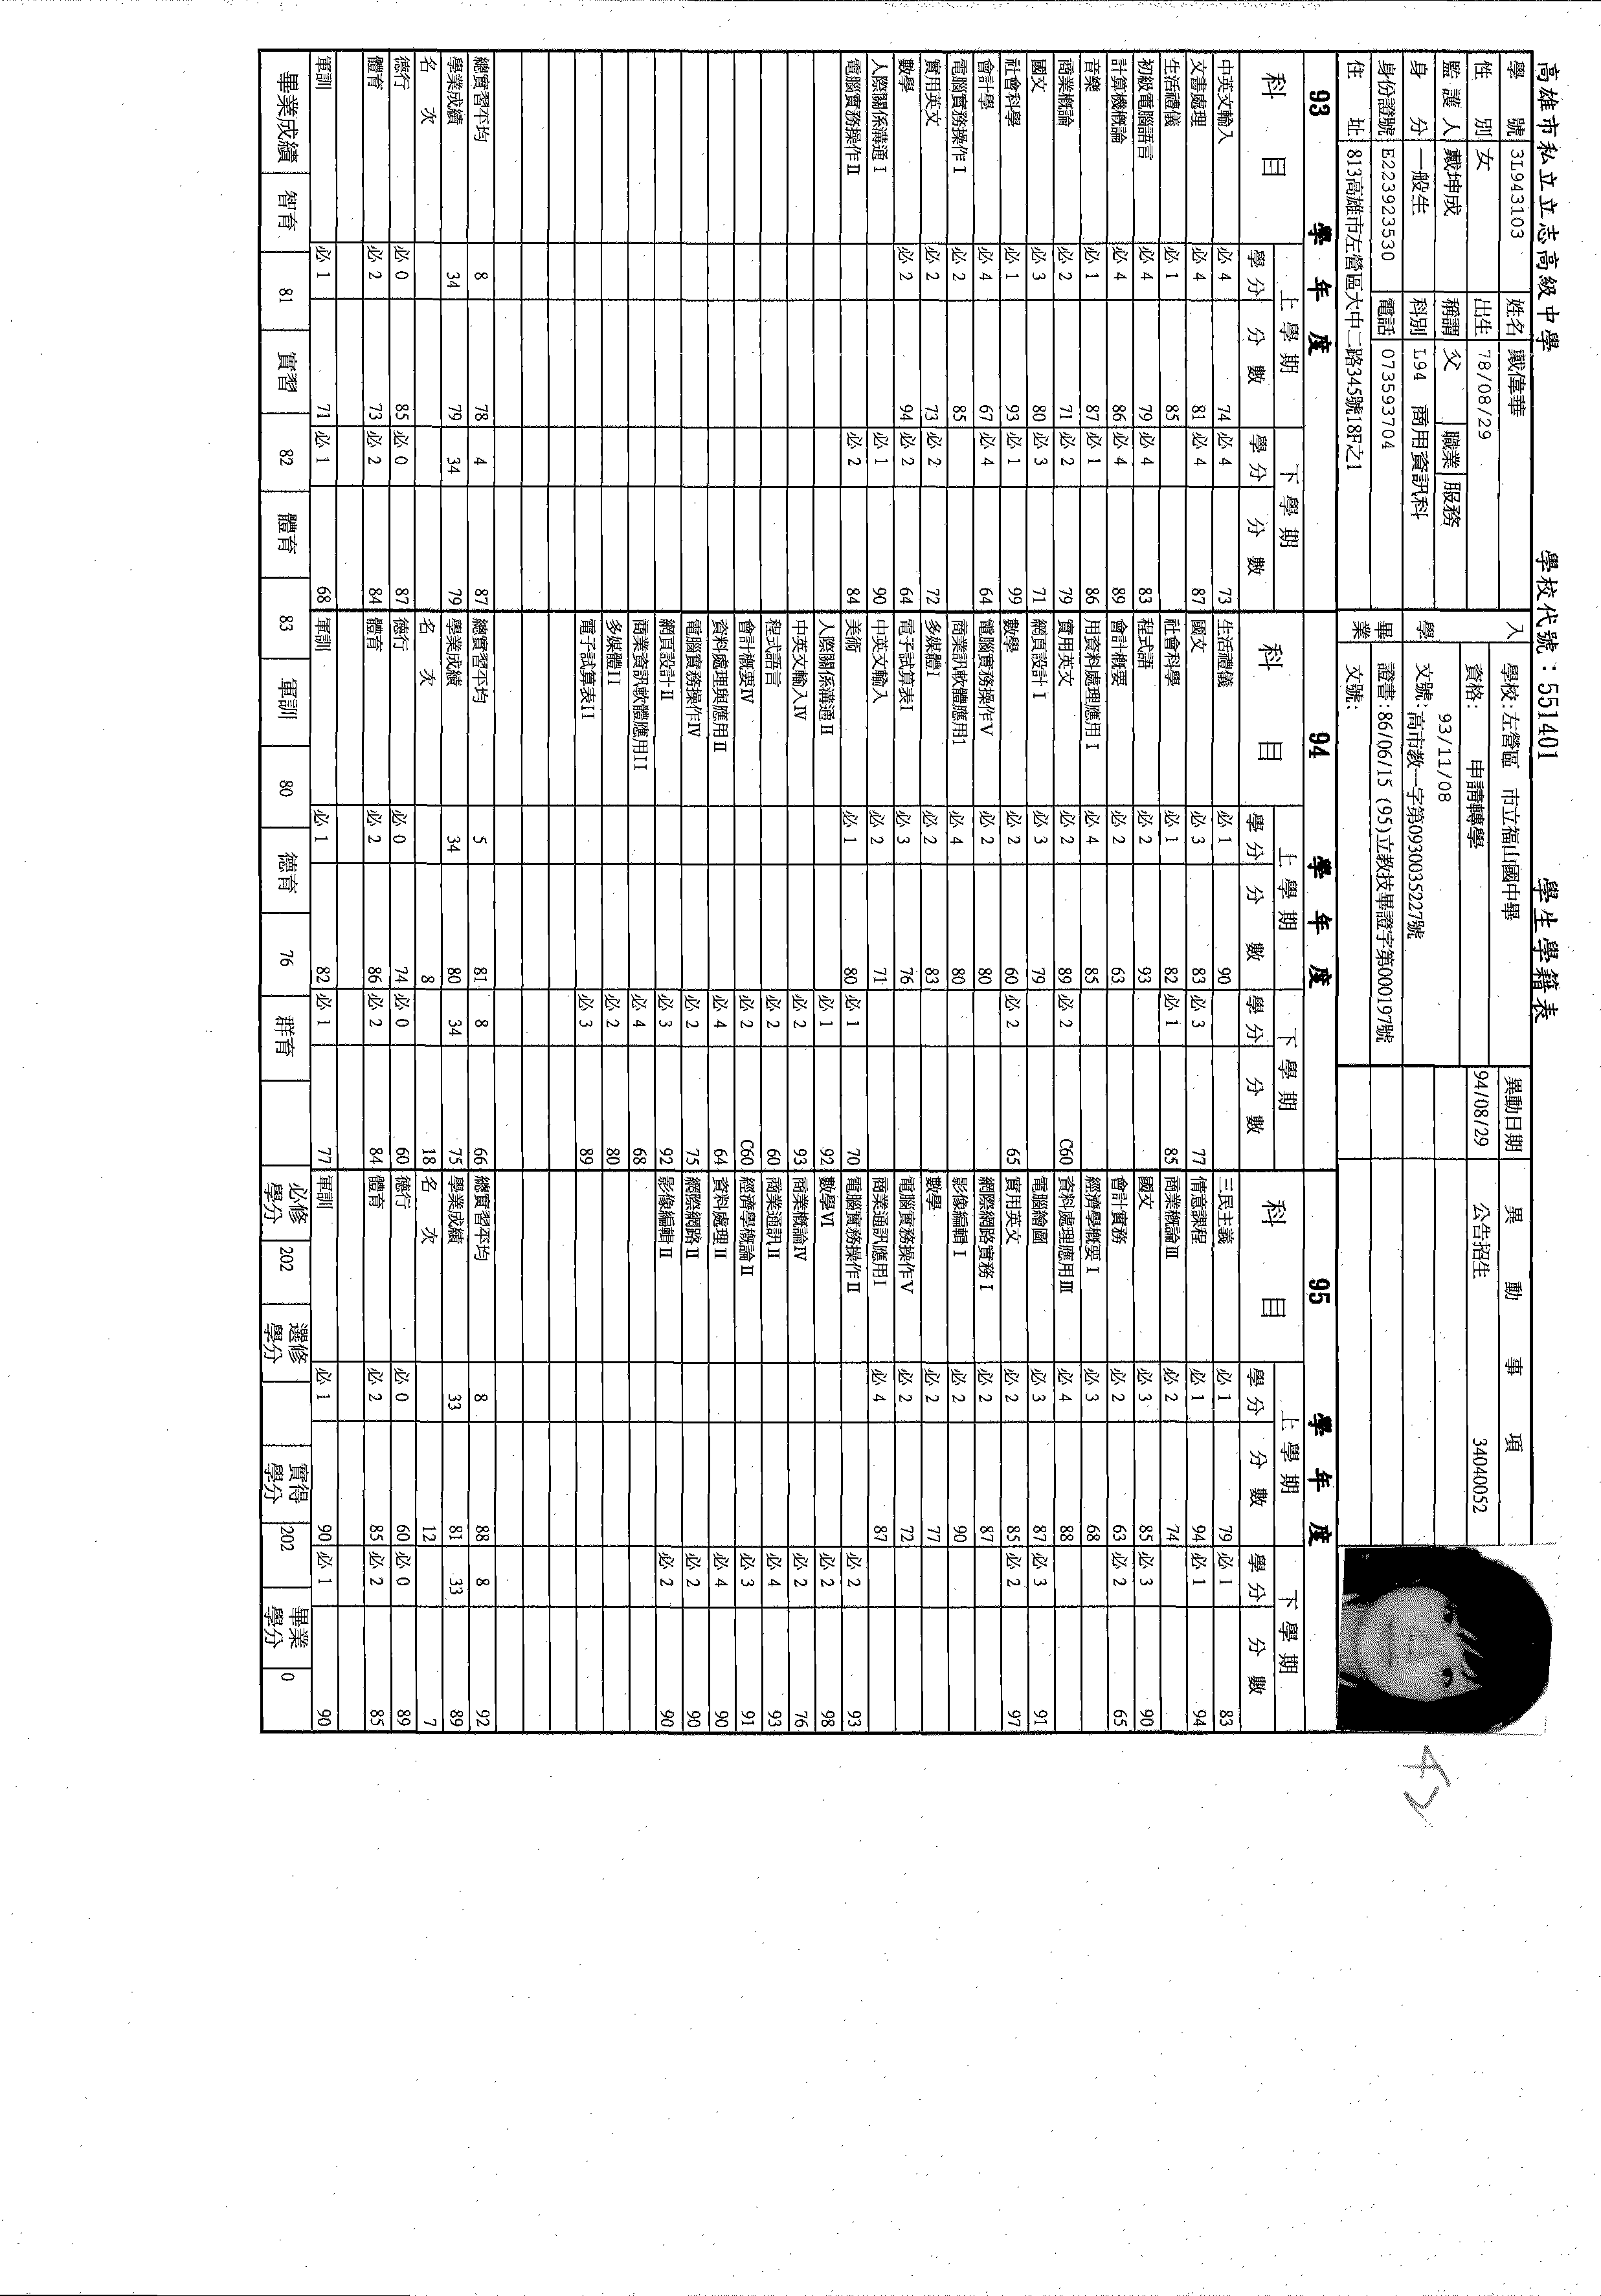 高雄市私立立志高級中學 學校代號：551401 學生學籍表
學號 3L943103 姓名 戴偉華 入學 學校：左營區 市立福山國中畢 異動日期 異動事項
性別 女 出生 78/08/29 資格： 申請轉學 94/08/29 公告招生 34040052
監護人 戴坤成 稱謂 父 職業 服務 93/11/08
身分 一般生 科別 L94 商用資訊科 文號：高市教一字第0930035227號
身份證號 E223923530 電話 073593704 畢業 證書：86/06/15 (95)立教技畢證字第000197號
住址 813高雄市左營區大中二路345號18F之1 文號：
93 學年度 94 學年度 95 學年度
科目 上學期 下學期 科目 上學期 下學期 科目 上學期 下學期
學分 分數 學分 分數 學分 分數 學分 分數 學分 分數 學分 分數
中英文輸入 必 4 74 必 4 73 生活禮儀 必 1 90 三民主義 必 1 79 必 1 83
文書處理 必 4 81 必 4 87 國文 必 3 83 必 3 77 信意課程 必 1 94 必 1 94
生活禮儀 必 1 85 社會科學 必 1 82 必 1 85 商業概論Ⅲ 必 2 74
初級電腦語言 必 4 79 必 4 83 程式語 必 2 93 國文 必 3 85 必 3 90
計算機概論 必 4 86 必 4 89 會計概要 必 2 63 會計實務 必 2 63 必 2 65
音樂 必 1 87 必 1 86 用資料處理應用Ⅰ 必 4 85 經濟學概要Ⅰ 必 3 68
商業概論 必 2 71 必 2 79 實用英文 必 2 89 必 2 C60 資料處理應用Ⅲ 必 4 88
國文 必 3 80 必 3 71 網頁設計Ⅰ 必 3 79 電腦繪圖 必 3 87 必 3 91
社會科學 必 1 93 必 1 99 數學 必 2 60 必 2 65 實用英文 必 2 85 必 2 97
會計學 必 4 67 必 4 64 電腦實務操作Ⅴ 必 2 80 網際網路實務Ⅰ 必 2 87
電腦實務操作Ⅰ 必 2 85 商業訊軟體應用1 必 4 80 影像編輯Ⅰ 必 2 90
實用英文 必 2 73 必 2 72 多媒體I 必 2 83 數學 必 2 77
數學 必 2 94 必 2 64 電子試算表I 必 3 76 電腦實務操作Ⅴ 必 2 72
人際關係溝通Ⅰ 必 1 90 中英文輸入 必 2 71 商業通訊應用I 必 4 87
電腦實務操作Ⅱ 必 2 84 美術 必 1 80 必 1 70 電腦實務操作Ⅱ 必 2 93
人際關係溝通Ⅱ 必 1 92 數學VI 必 2 98
中英文輸入Ⅳ 必 2 93 商業概論Ⅳ 必 2 76
程式語言 必 2 60 商業通訊Ⅱ 必 4 93
會計概要Ⅳ 必 2 C60 經濟學概論Ⅱ 必 3 91
資料處理與應用Ⅱ 必 4 64 資料處理Ⅱ 必 4 90
電腦實務操作Ⅳ 必 2 75 網際網路Ⅱ 必 2 90
網頁設計Ⅱ 必 3 92 影像編輯Ⅱ 必 2 90
商業資訊軟體應用II 必 4 68
多媒體II 必 2 80
電子試算表II 必 3 89
總實習平均 8 78 4 87 總實習平均 5 81 8 66 總實習平均 8 88 8 92
學業成績 34 79 34 79 學業成績 34 80 34 75 學業成績 33 81 33 89
名次 名次 8 18 名次 12 7
德行 必 0 85 必 0 87 德行 必 0 74 必 0 60 德行 必 0 60 必 0 89
體育 必 2 73 必 2 84 體育 必 2 86 必 2 84 體育 必 2 85 必 2 85
軍訓 必 1 71 必 1 68 軍訓 必 1 82 必 1 77 軍訓 必 1 90 必 1 90
畢業成績 智育 81 實習 82 體育 83 軍訓 80 德育 76 群育 必修學分 202 選修學分 實得學分 202 畢業學分 0